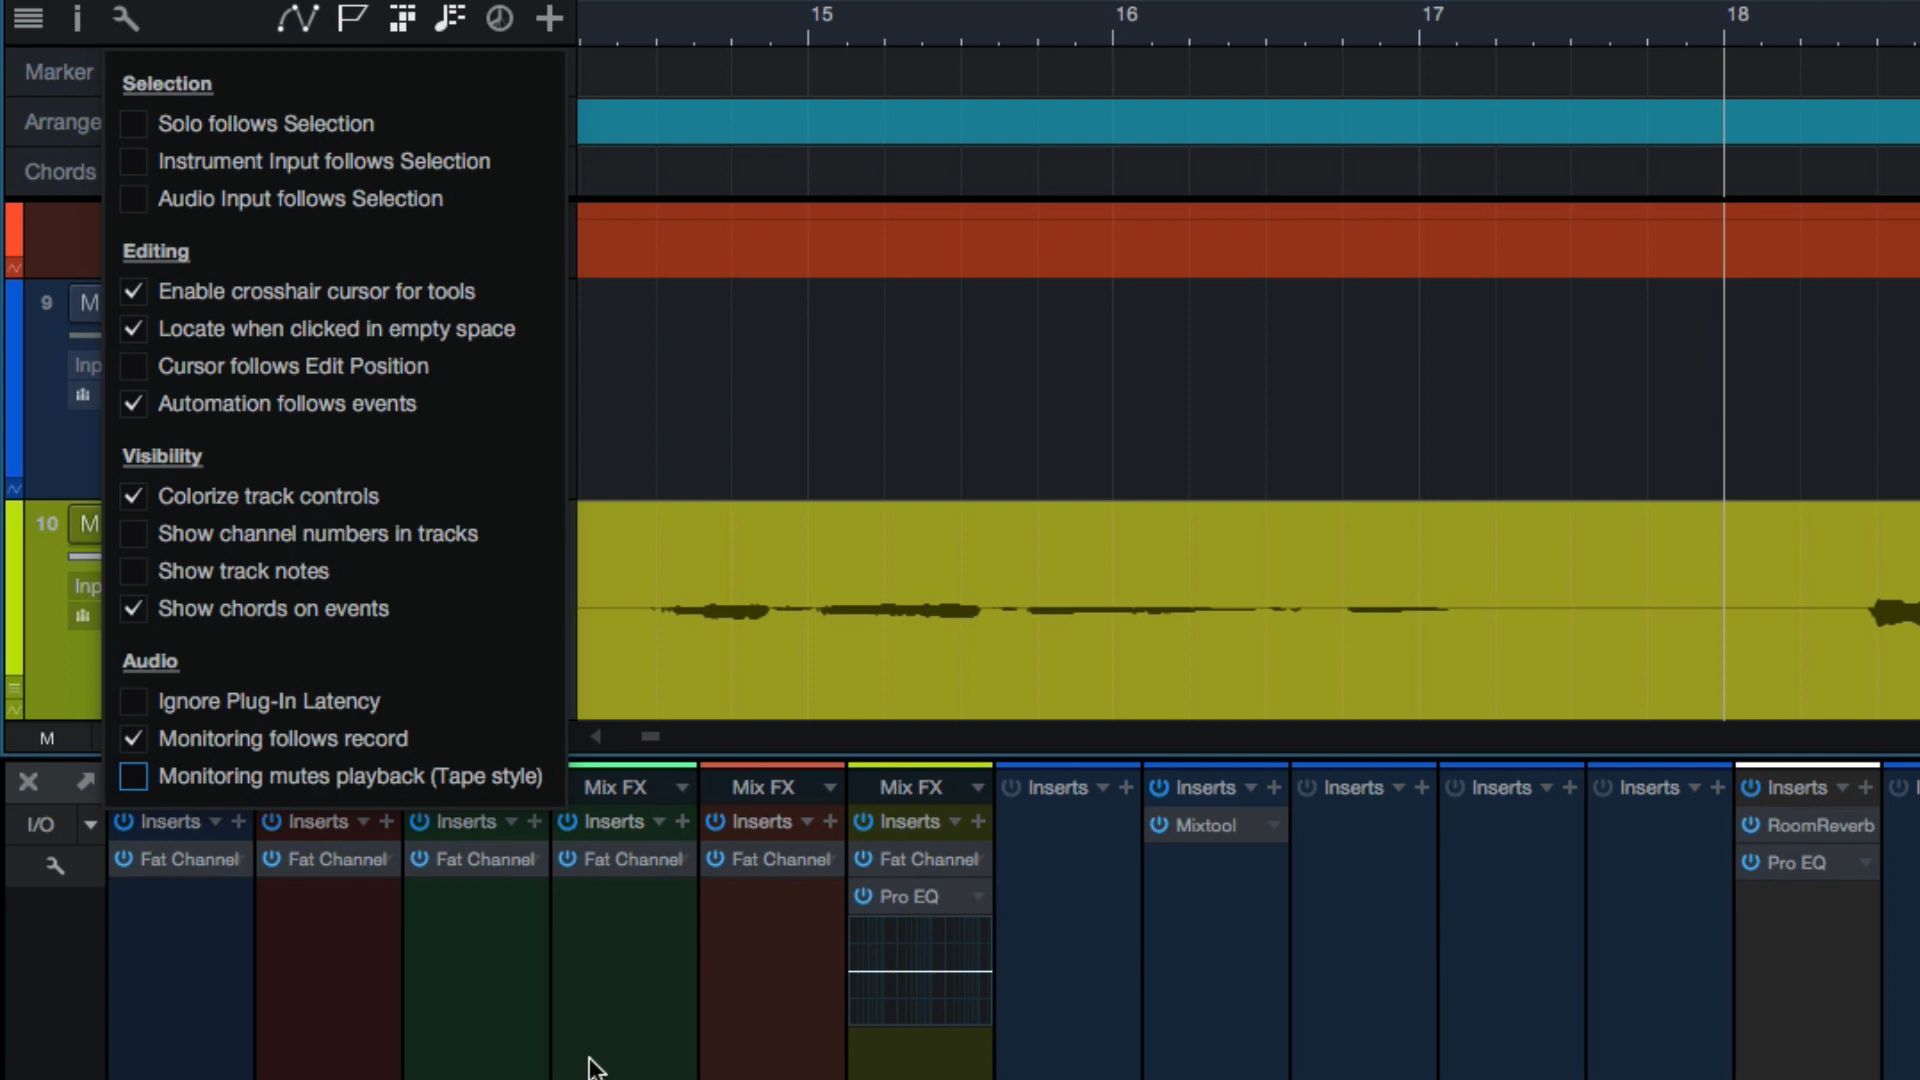 15 16 17 18
Marker
Arrange
Chords
Selection
Solo follows Selection
Instrument Input follows Selection
Audio Input follows Selection
Editing
Enable crosshair cursor for tools
Locate when clicked in empty space
Cursor follows Edit Position
Automation follows events
Visibility
Colorize track controls
Show channel numbers in tracks
Show track notes
Show chords on events
Audio
Ignore Plug-In Latency
Monitoring follows record
Monitoring mutes playback (Tape style)
9 M
Inp
10 M
Inp
M
Mix FX Mix FX Mix FX Inserts Inserts Inserts Inserts Inserts Inserts
I/O Inserts Inserts Inserts Inserts Inserts Inserts Mixtool RoomReverb
Fat Channel Fat Channel Fat Channel Fat Channel Fat Channel Fat Channel Pro EQ
Pro EQ